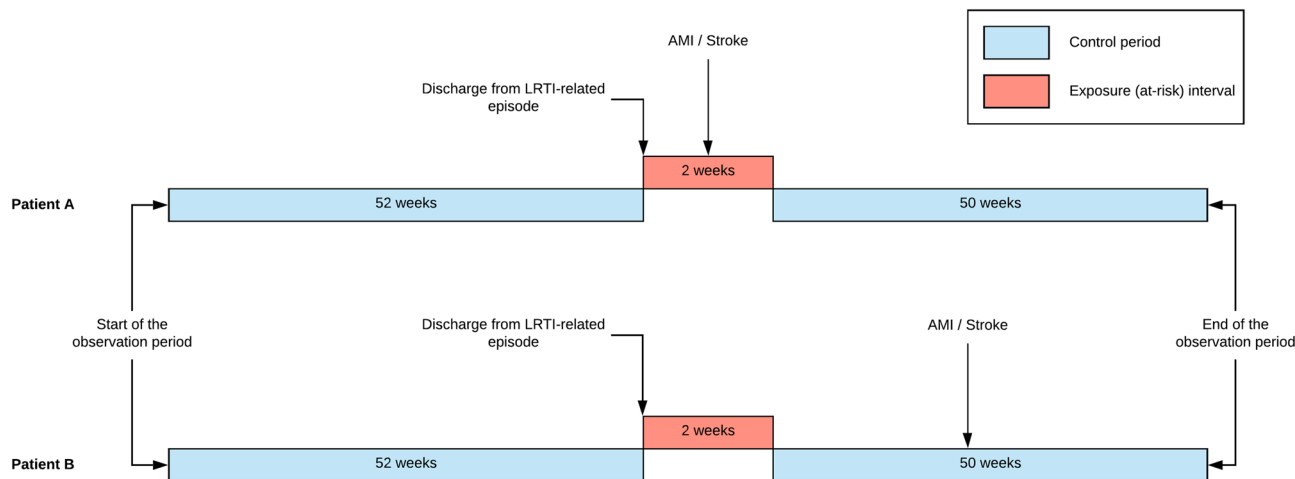 AMI / Stroke
Control period
Discharge from LRTI-related
episode
Exposure (at-risk) interval
2 weeks
Patient A
52 weeks
50 weeks
Start of the
observation period
Discharge from LRTI-related
episode
AMI / Stroke
End of the
observation period
2 weeks
Patient B
52 weeks
50 weeks